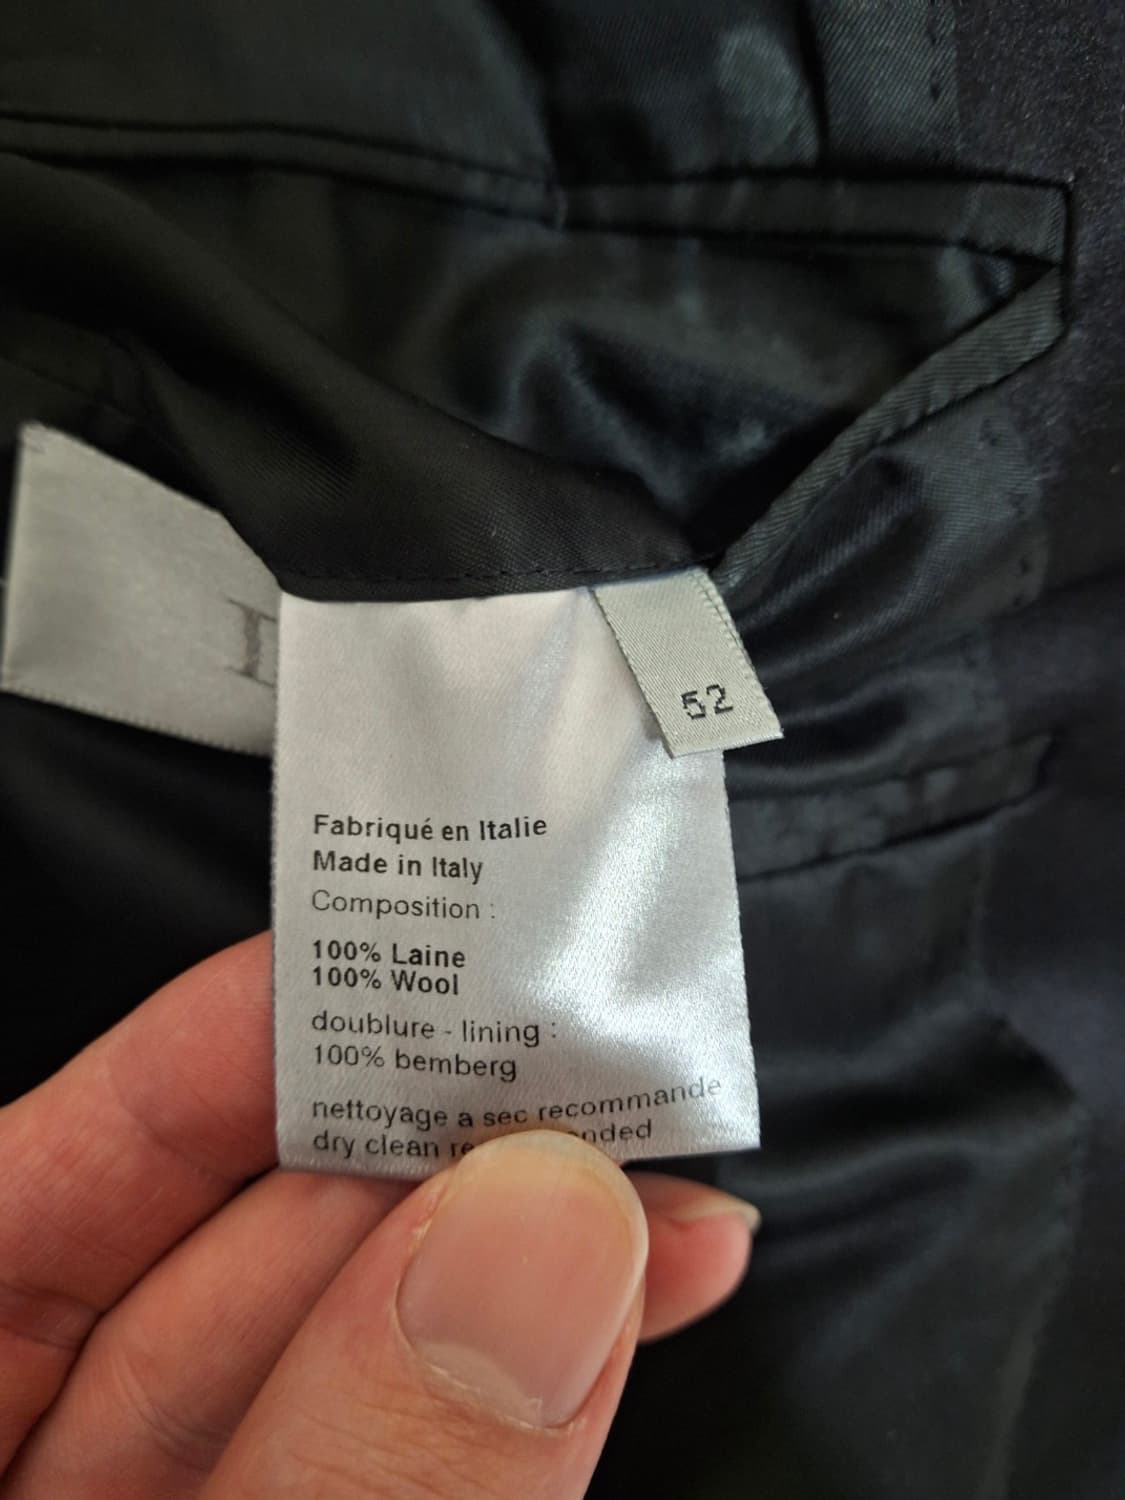 52
Fabriqué en Italie
Made in Italy
Composition :
100% Laine
100% Wool
doublure - lining :
100% bemberg
nettoyage a sec recommande
dry clean